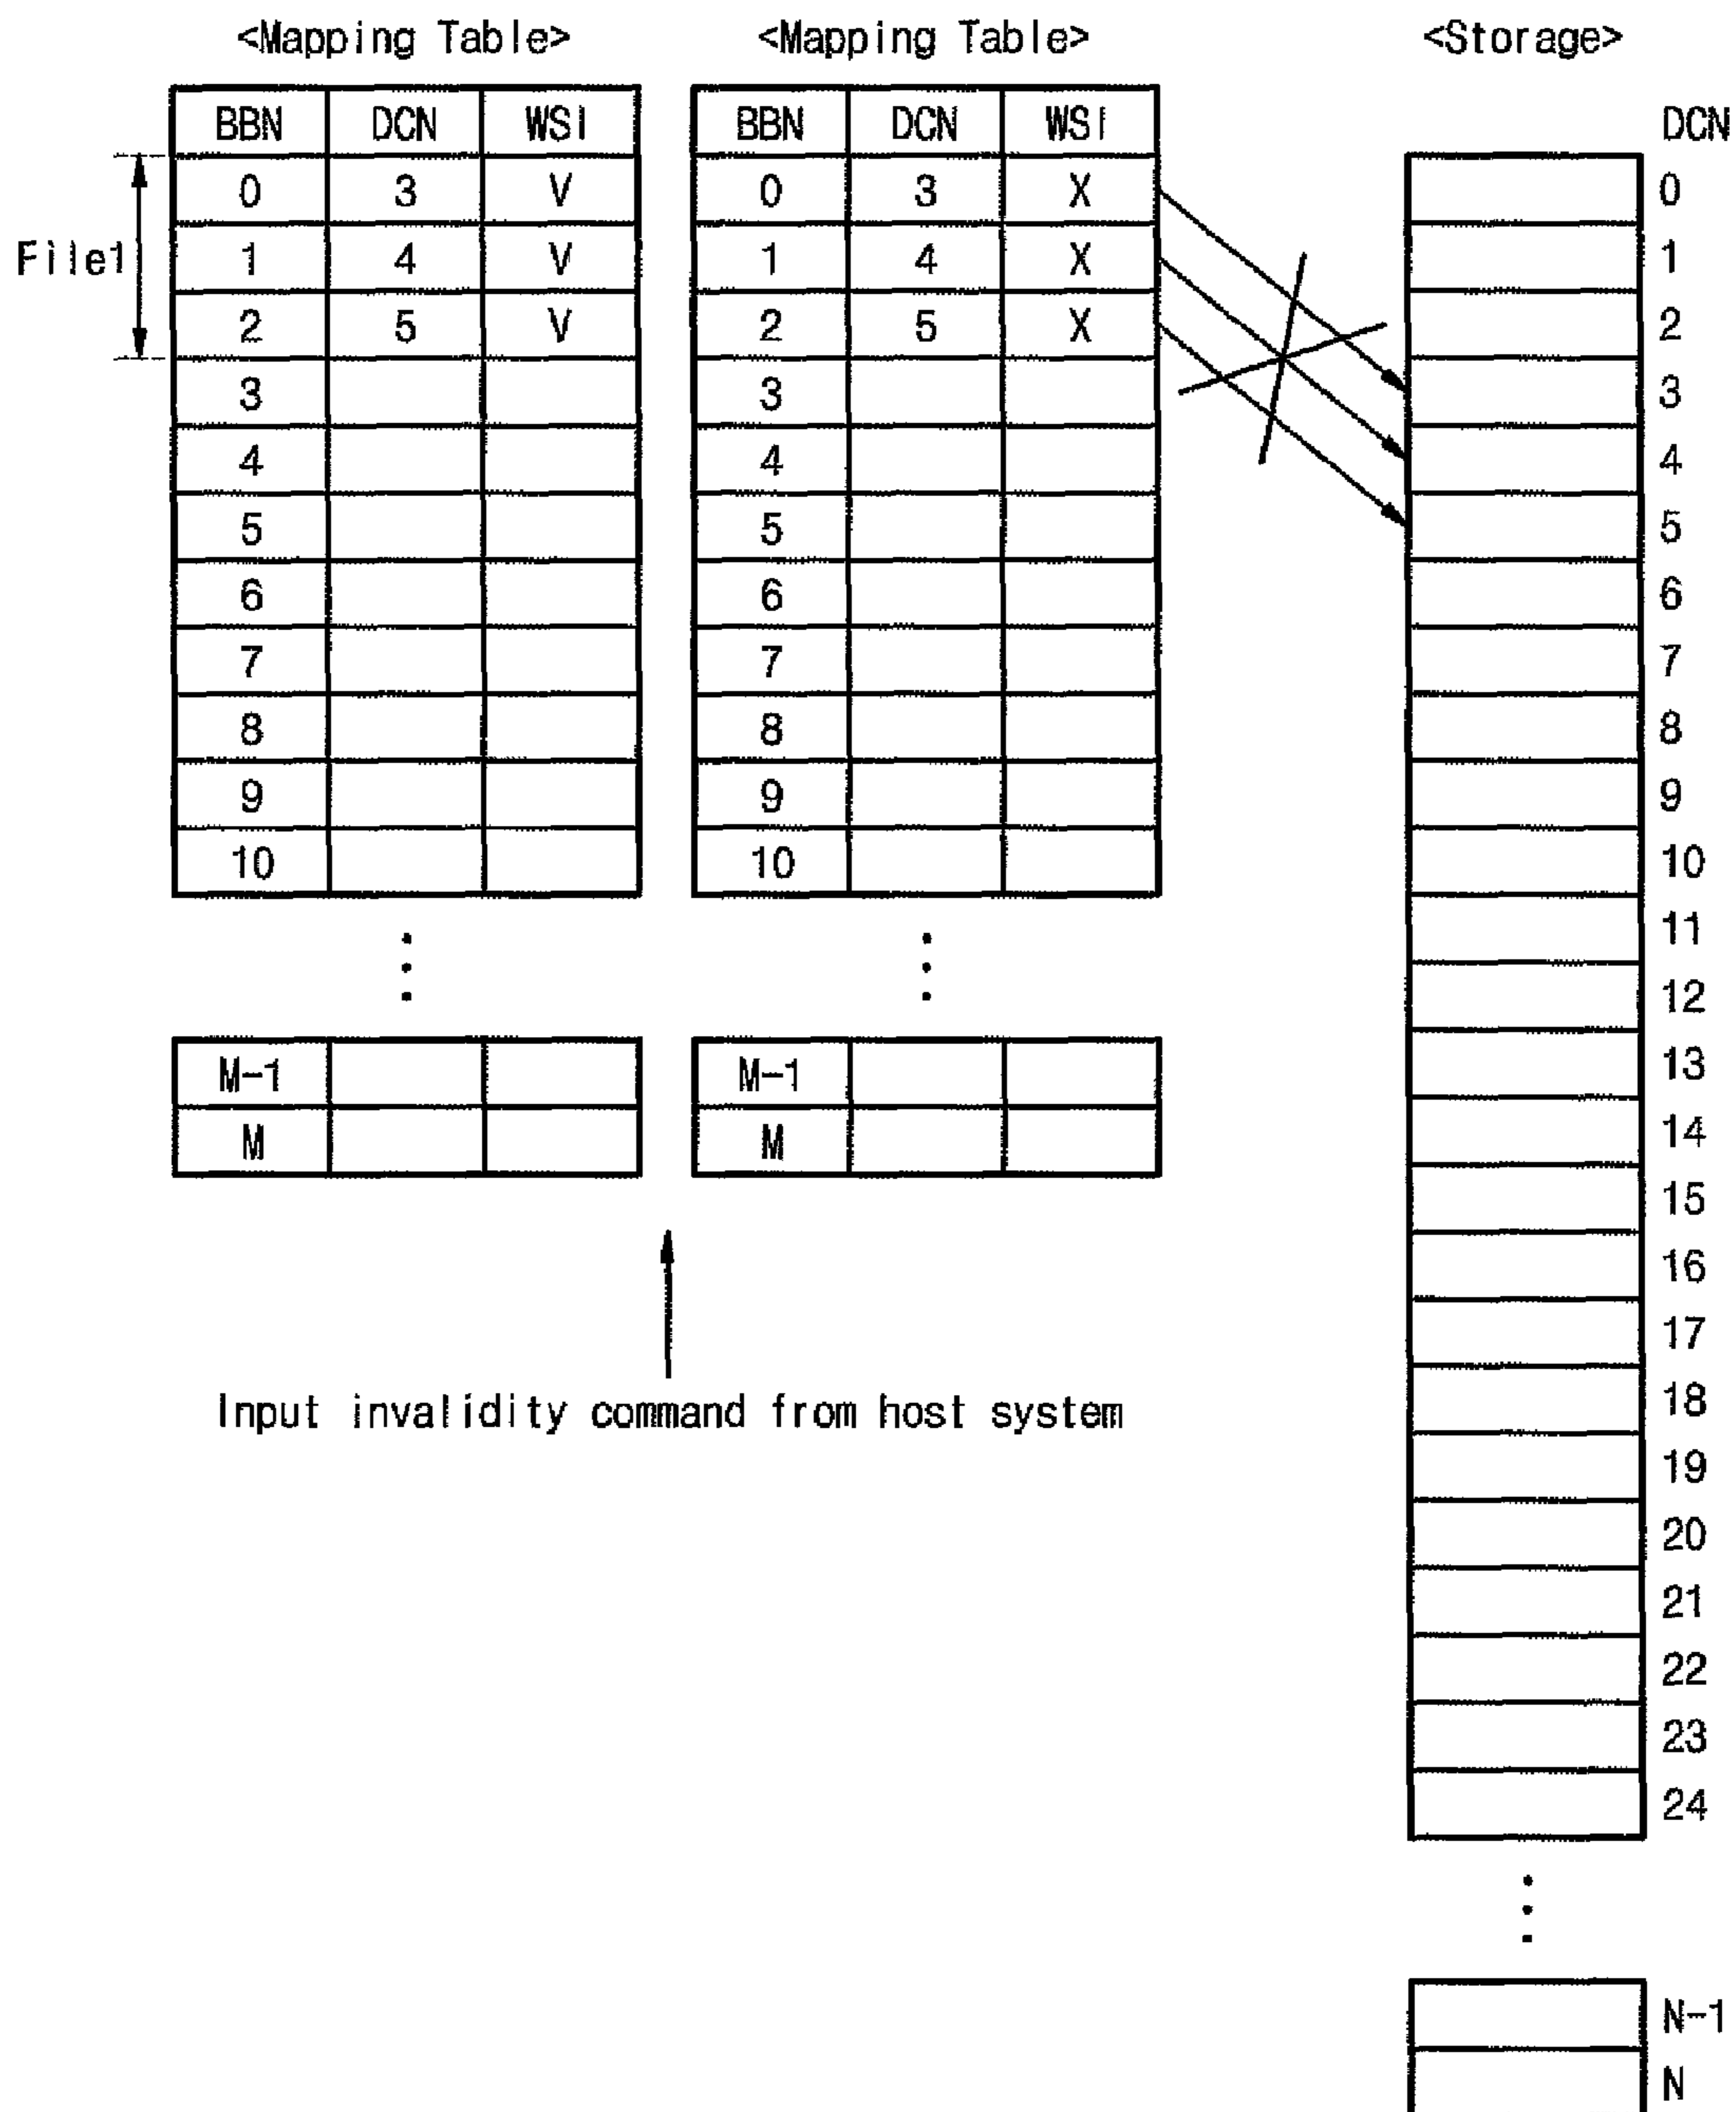 <Mapping Table> <Mapping Table> <Storage>
BBN DCN WSI BBN DCN WSI DCN
0 3 V 0 3 X 0
File1 1 4 V 1 4 X 1
2 5 V 2 5 X 2
3 3 3
4 4 4
5 5 5
6 6 6
7 7 7
8 8 8
9 9 9
10 10 10
11
12
M-1 M-1 13
M M 14
15
16
17
Input invalidity command from host system 18
19
20
21
22
23
24
N-1
N